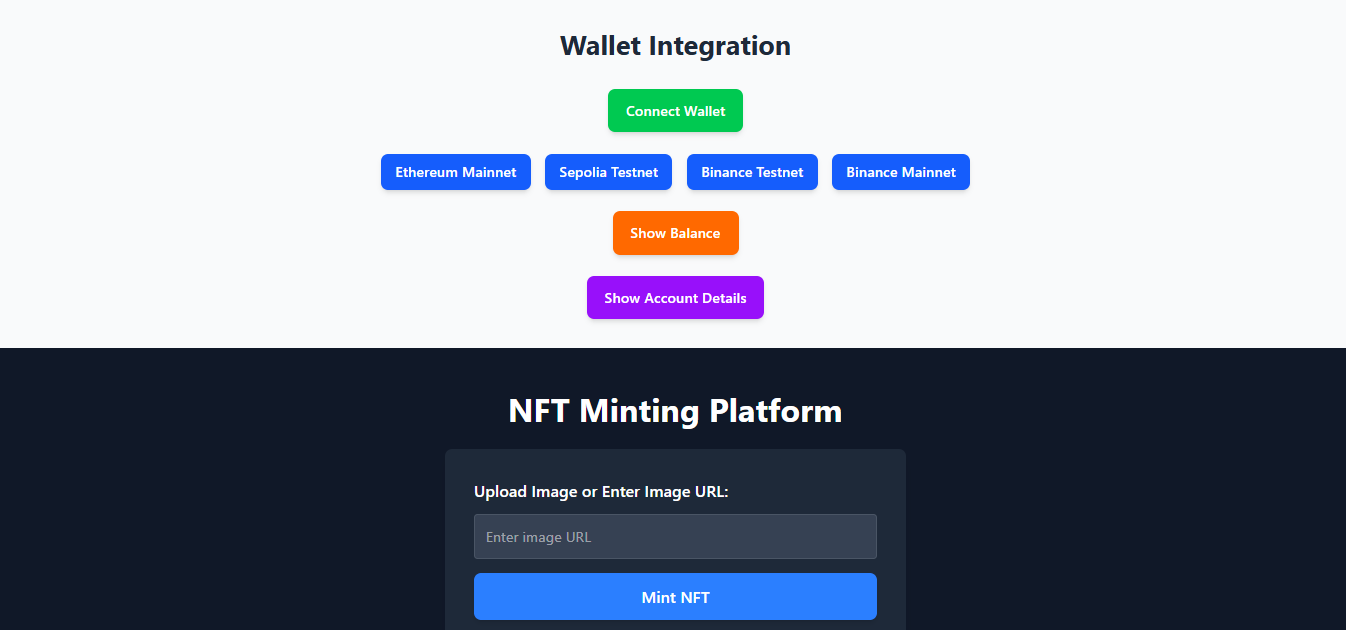 Wallet Integration
Connect Wallet
Ethereum Mainnet Sepolia Testnet Binance Testnet Binance Mainnet
Show Balance
Show Account Details
NFT Minting Platform
Upload Image or Enter Image URL:
Enter image URL
Mint NFT